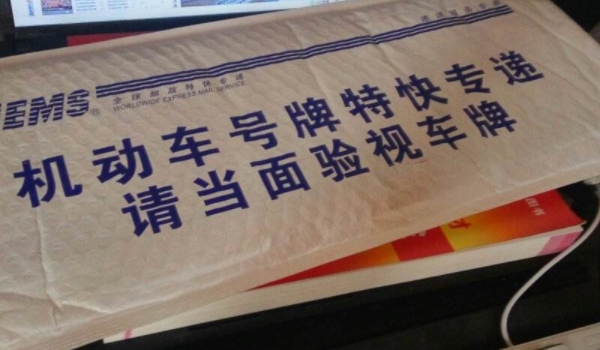 EMS®
全球邮政特快专递
WORLDWIDE EXPRESS MAIL SERVICE
机动车号牌特快专递
请当面验视车牌